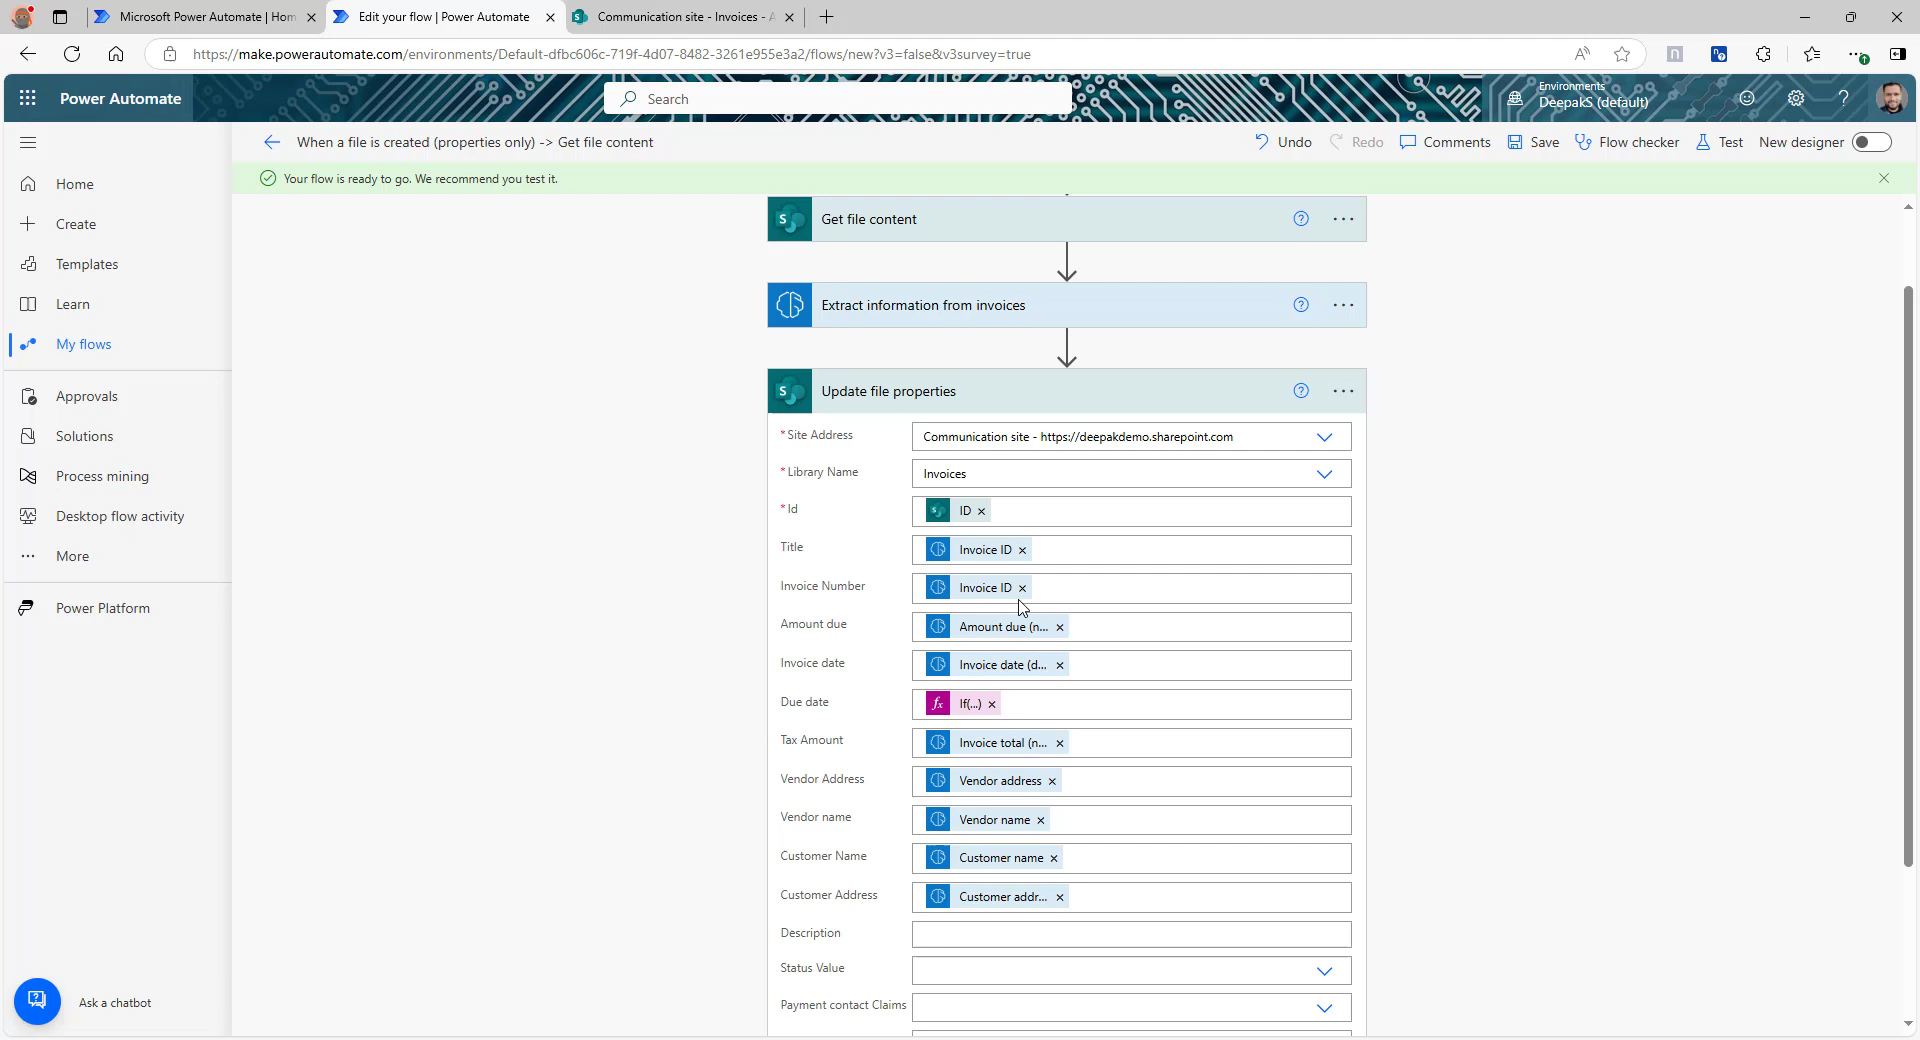 Microsoft Power Automate | Hom
Edit your flow | Power Automate
Communication site - Invoices - A
https://make.powerautomate.com/environments/Default-dfbc606c-719f-4d07-8482-3261e955e3a2/flows/new?v3=false&v3survey=true
Power Automate
Search
Environments
DeepakS (default)
When a file is created (properties only) -> Get file content
Undo
Redo
Comments
Save
Flow checker
Test
New designer
Your flow is ready to go. We recommend you test it.
Home
Create
Templates
Learn
My flows
Approvals
Solutions
Process mining
Desktop flow activity
More
Power Platform
Ask a chatbot
Get file content
Extract information from invoices
Update file properties
* Site Address
Communication site - https://deepakdemo.sharepoint.com
* Library Name
Invoices
* Id
ID
Title
Invoice ID
Invoice Number
Invoice ID
Amount due
Amount due (n...
Invoice date
Invoice date (d...
Due date
fx If(...)
Tax Amount
Invoice total (n...
Vendor Address
Vendor address
Vendor name
Vendor name
Customer Name
Customer name
Customer Address
Customer addr...
Description
Status Value
Payment contact Claims